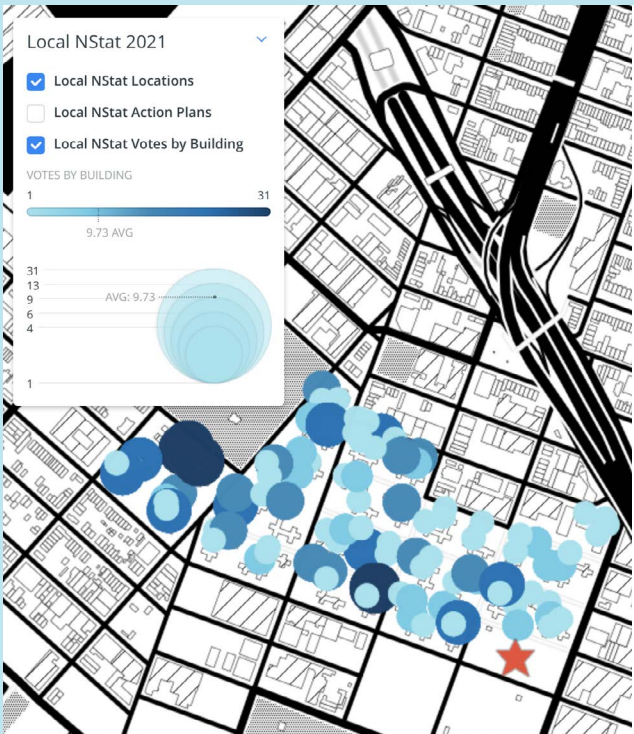 Local NStat 2021
Local NStat Locations
Local NStat Action Plans
Local NStat Votes by Building
VOTES BY BUILDING
1 31
9.73 AVG
31
13
AVG: 9.73
9
6
4
1